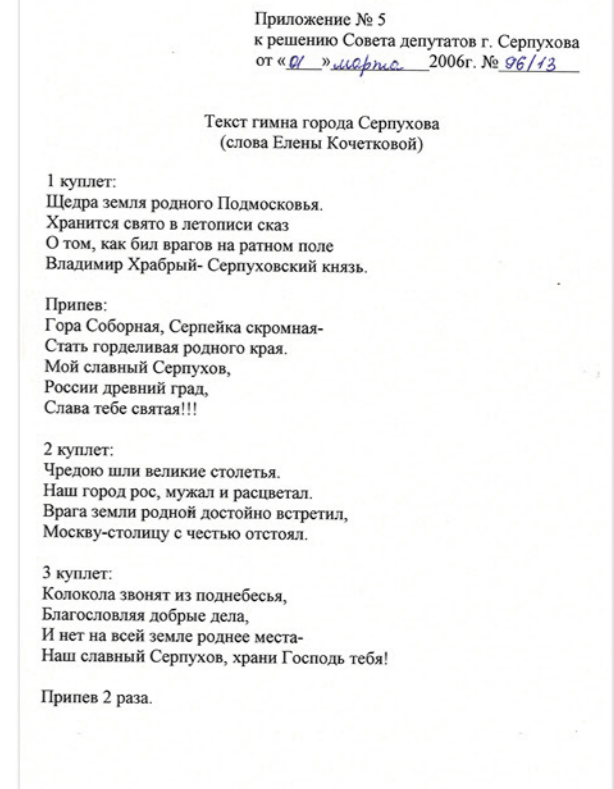 Приложение № 5
к решению Совета депутатов г. Серпухова
от «01» марта 2006г. № 96/13
Текст гимна города Серпухова
(слова Елены Кочетковой)
1 куплет:
Щедра земля родного Подмосковья.
Хранится свято в летописи сказ
О том, как бил врагов на ратном поле
Владимир Храбрый- Серпуховский князь.
Припев:
Гора Соборная, Серпейка скромная-
Стать горделивая родного края.
Мой славный Серпухов,
России древний град,
Слава тебе святая!!!
2 куплет:
Чредою шли великие столетья.
Наш город рос, мужал и расцветал.
Врага земли родной достойно встретил,
Москву-столицу с честью отстоял.
3 куплет:
Колокола звонят из поднебесья,
Благословляя добрые дела,
И нет на всей земле роднее места-
Наш славный Серпухов, храни Господь тебя!
Припев 2 раза.